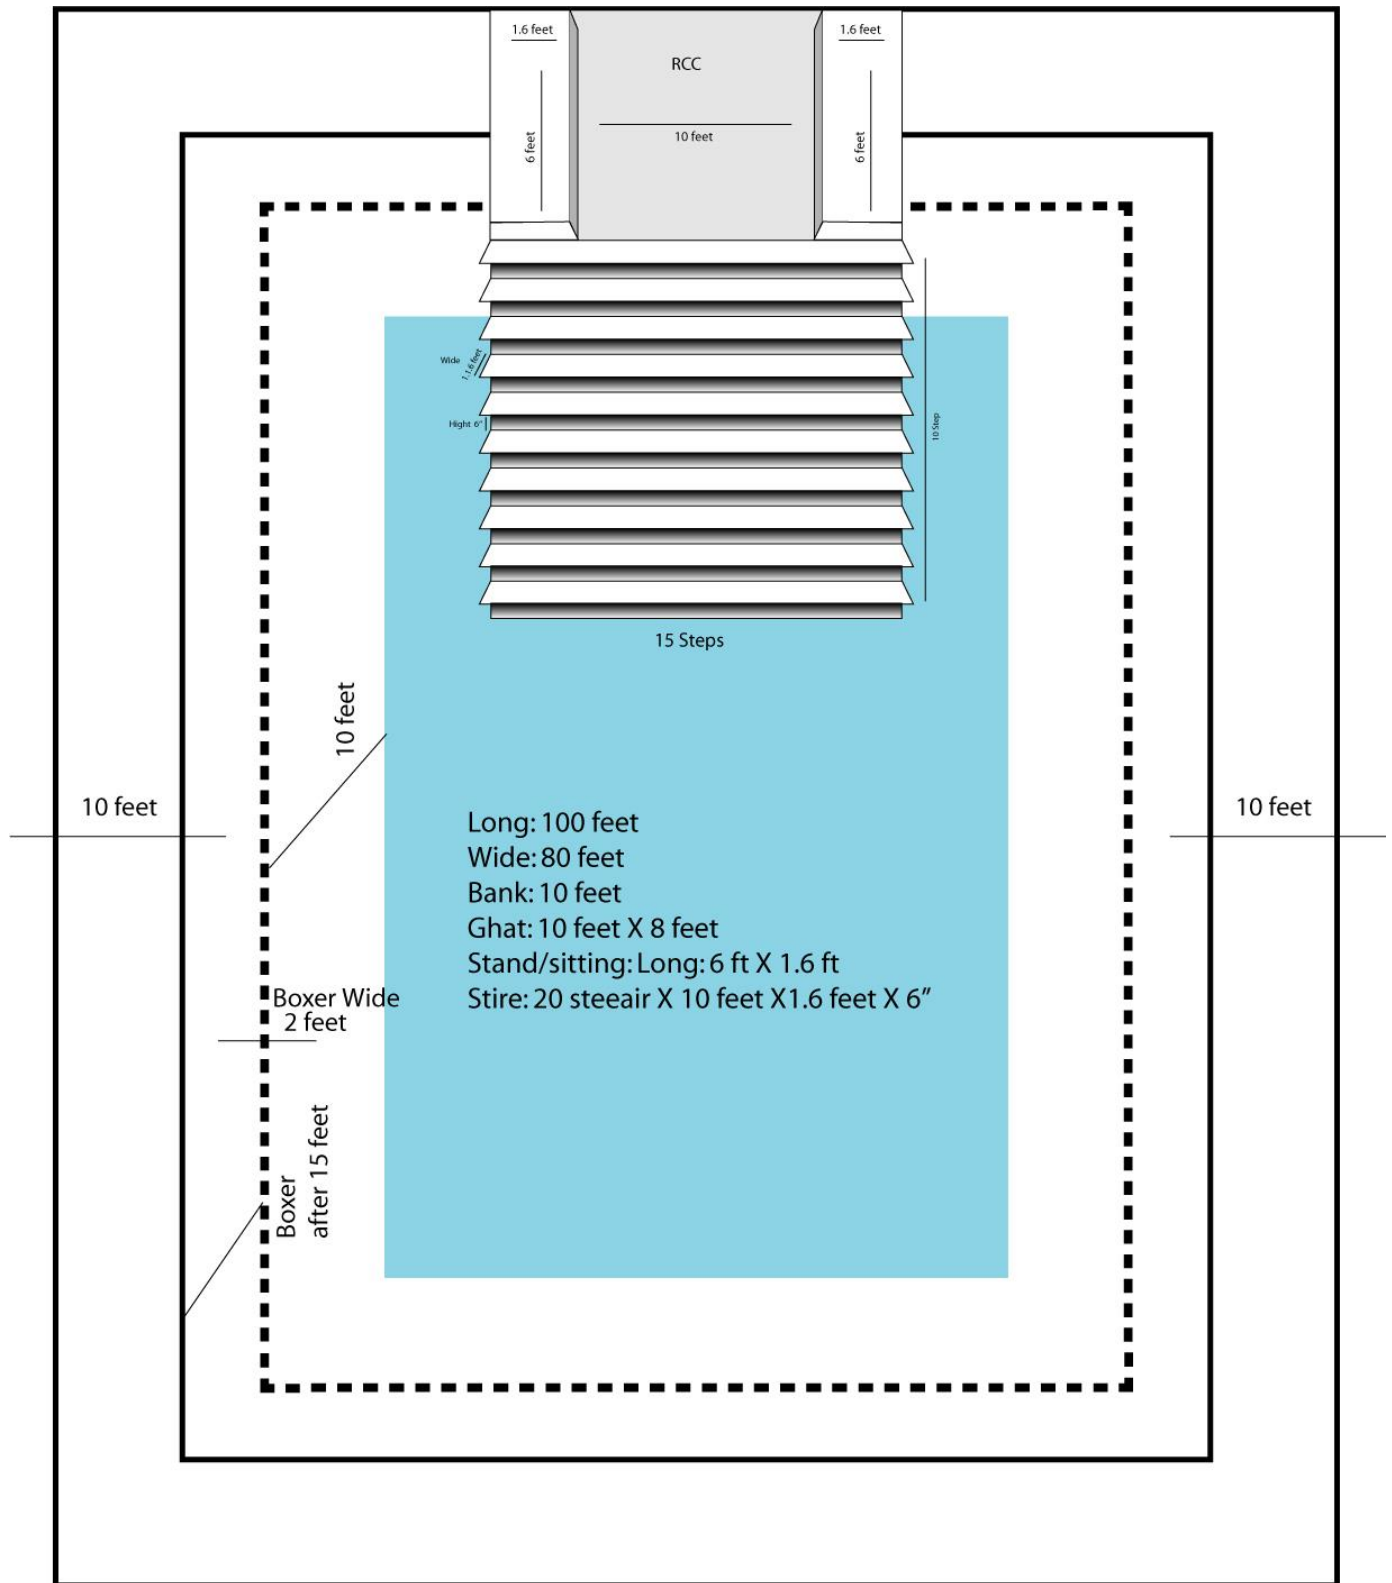 1.6 feet
1.6 feet
RCC
10 feet
6 feet
6 feet
Wide
1.1.6 feet
Hight 6"
10 Step
15 Steps
10 feet
10 feet
10 feet
Long: 100 feet
Wide: 80 feet
Bank: 10 feet
Ghat: 10 feet X 8 feet
Stand/sitting: Long: 6 ft X 1.6 ft
Stire: 20 steeair X 10 feet X1.6 feet X 6”
Boxer Wide
2 feet
Boxer
after 15 feet